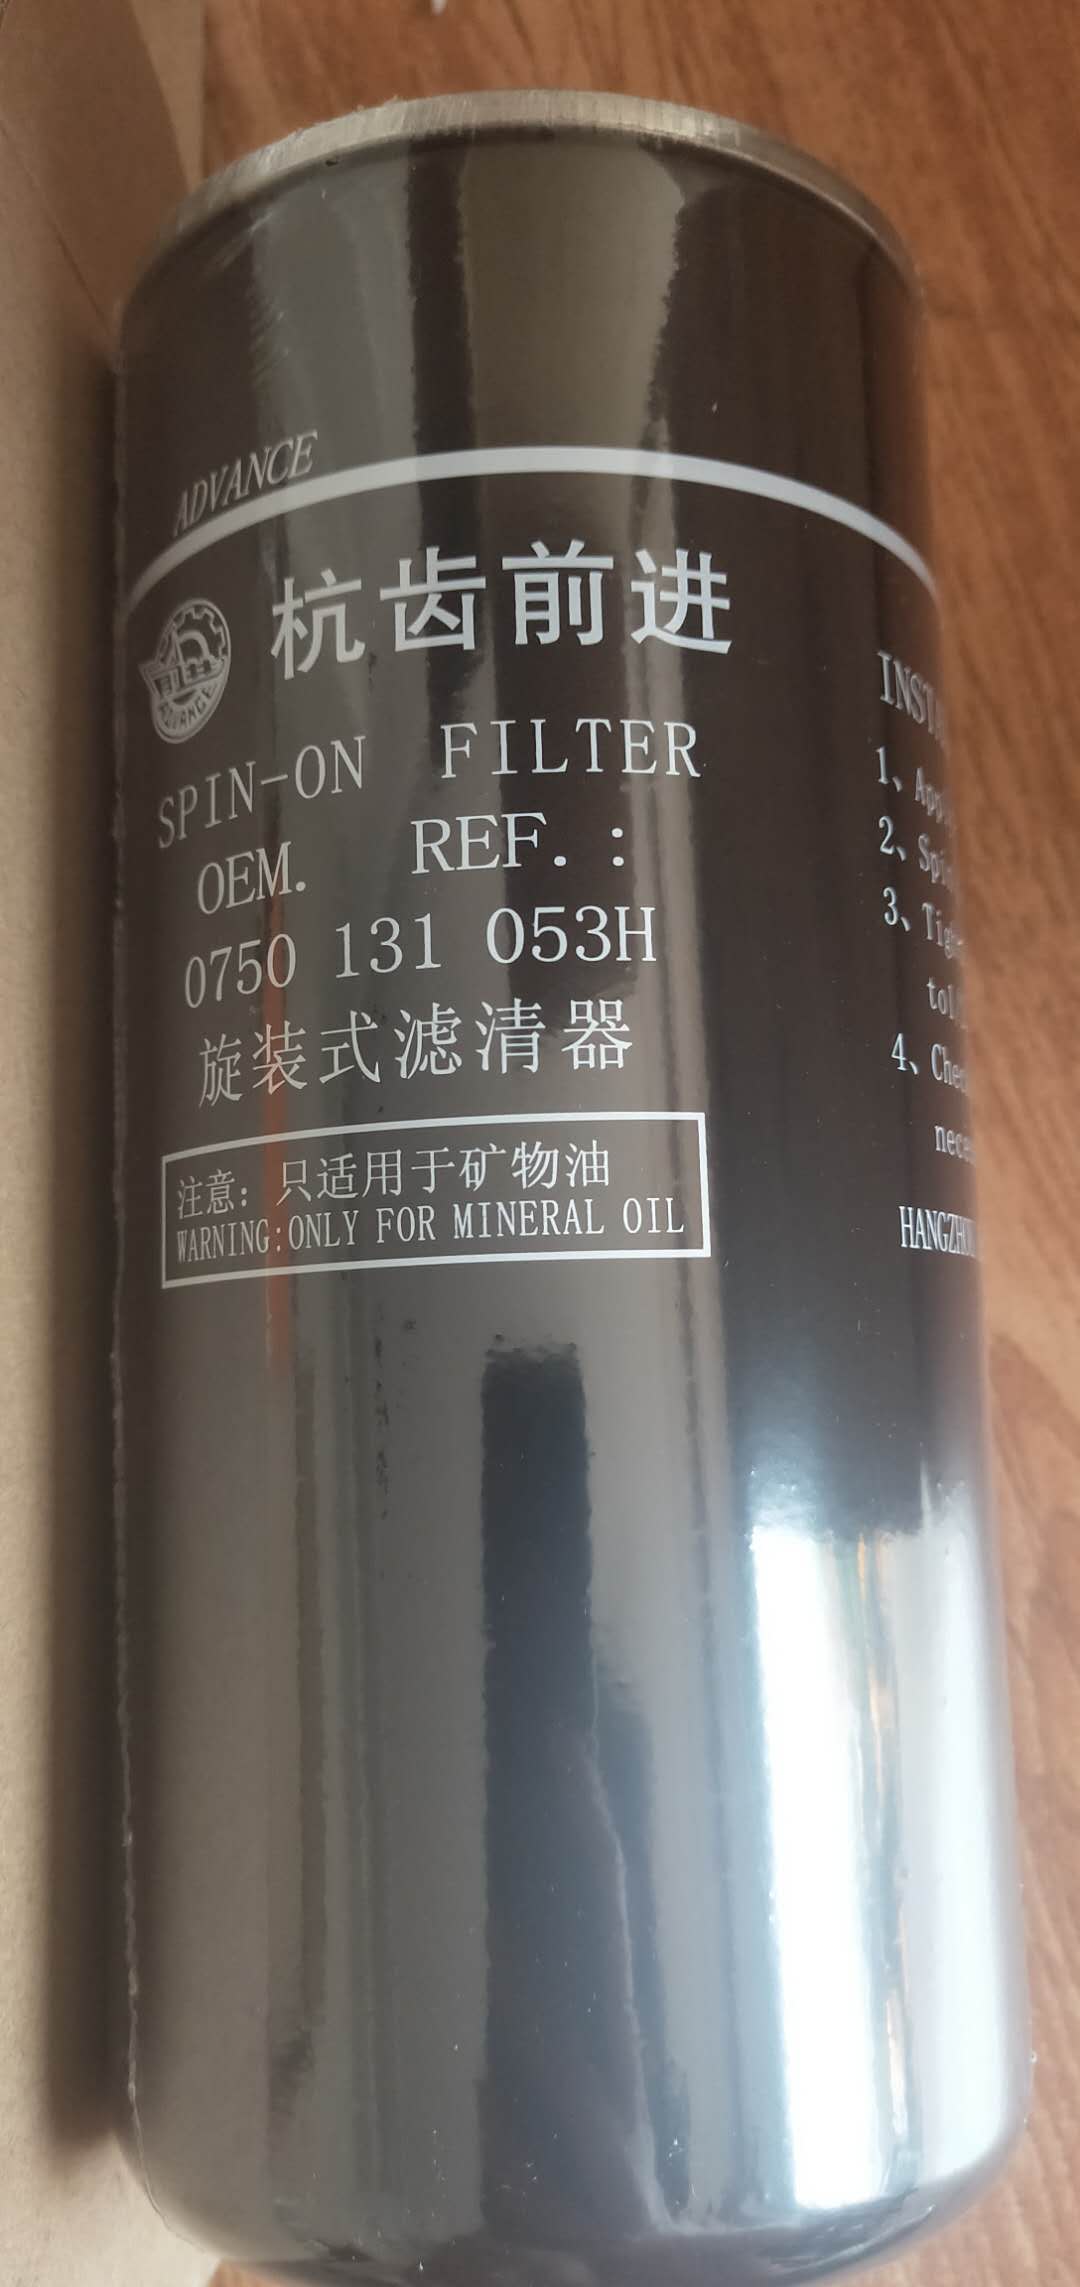 ADVANCE
杭齿前进
SPIN-ON FILTER
OEM. REF.:
0750 131 053H
旋装式滤清器
注意：只适用于矿物油
WARNING:ONLY FOR MINERAL OIL
1、
2、
3、
4、
HANGZHOU